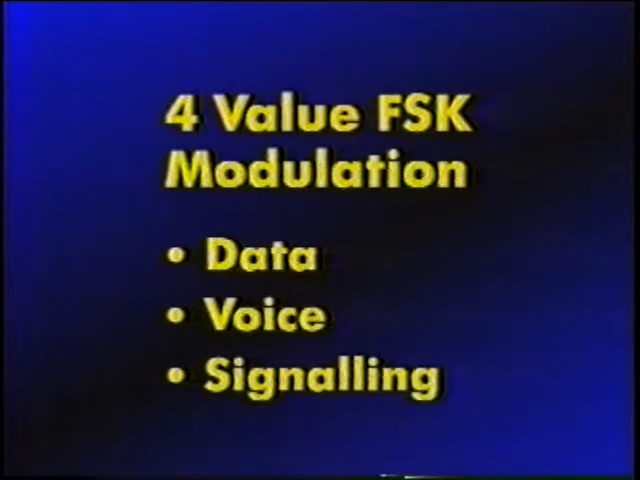 4 Value FSK
Modulation
• Data
• Voice
• Signalling